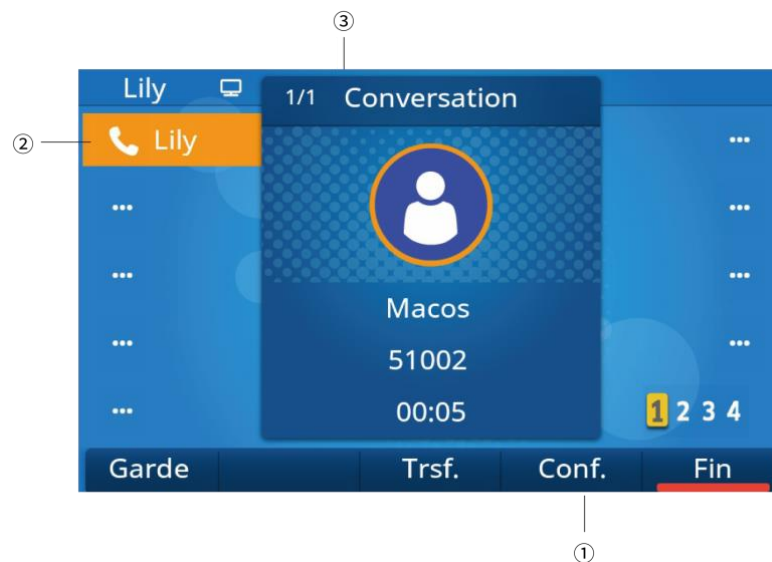 ③
Lily
1/1 Conversation
② Lily ...
... ...
... ...
Macos
... ...
51002
... 00:05 1 2 3 4
Garde Trsf. Conf. Fin
①